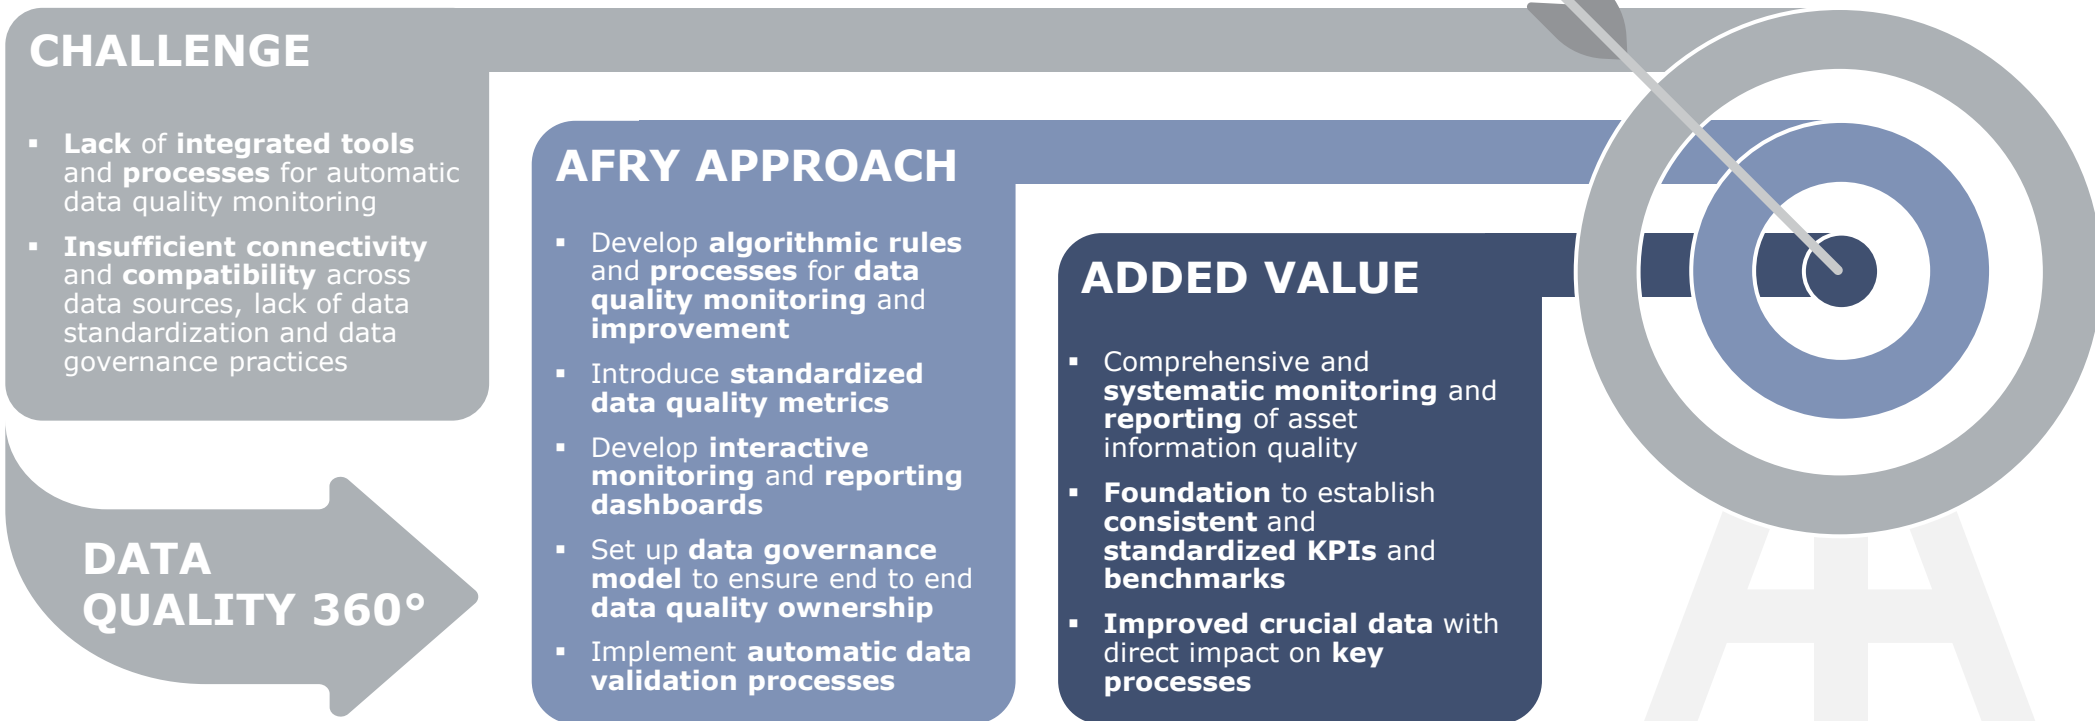 CHALLENGE
▪ Lack of integrated tools
and processes for automatic
data quality monitoring
▪ Insufficient connectivity
and compatibility across
data sources, lack of data
standardization and data
governance practices
DATA
QUALITY 360°
AFRY APPROACH
▪ Develop algorithmic rules
and processes for data
quality monitoring and
improvement
▪ Introduce standardized
data quality metrics
▪ Develop interactive
monitoring and reporting
dashboards
▪ Set up data governance
model to ensure end to end
data quality ownership
▪ Implement automatic data
validation processes
ADDED VALUE
▪ Comprehensive and
systematic monitoring and
reporting of asset
information quality
▪ Foundation to establish
consistent and
standardized KPIs and
benchmarks
▪ Improved crucial data with
direct impact on key
processes